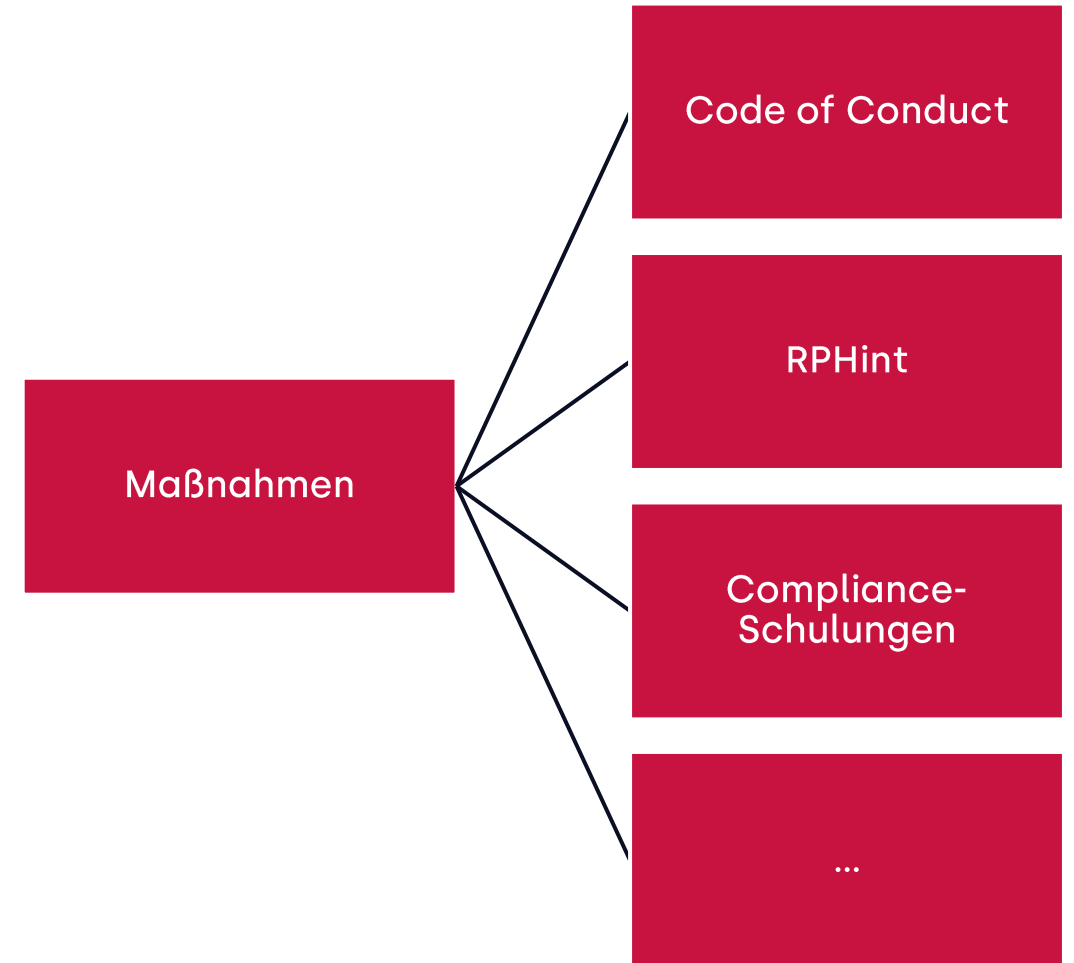 Code of Conduct
RPHint
Maßnahmen
Compliance-
Schulungen
...